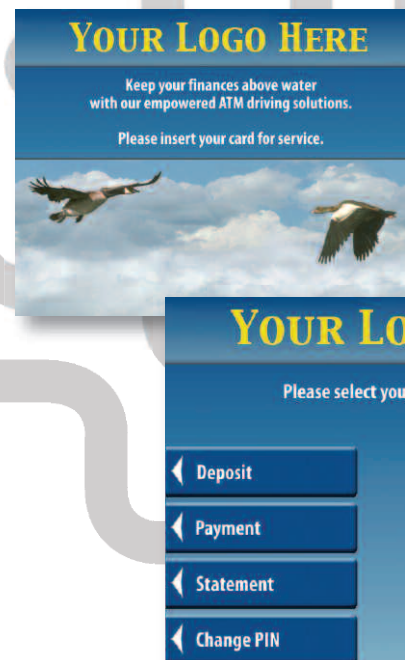 YOUR LOGO HERE
Keep your finances above water
with our empowered ATM driving solutions.
Please insert your card for service.
YOUR LO
Please select you
Deposit
Payment
Statement
Change PIN